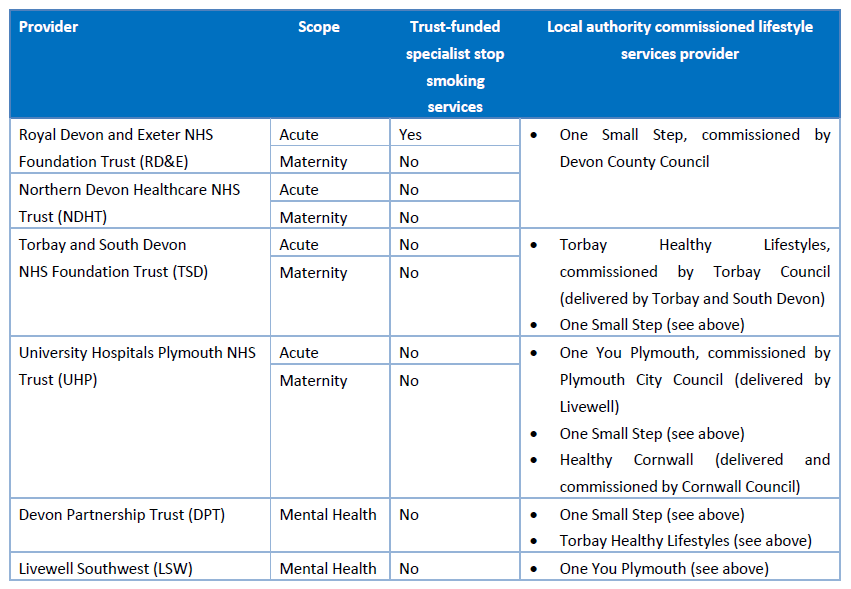 Provider
Scope
Trust-funded
specialist stop
smoking
services
Local authority commissioned lifestyle
services provider
Royal Devon and Exeter NHS
Foundation Trust (RD&E)
Acute
Yes
Maternity
No
• One Small Step, commissioned by
Devon County Council
Northern Devon Healthcare NHS
Trust (NDHT)
Acute
No
Maternity
No
Torbay and South Devon
NHS Foundation Trust (TSD)
Acute
No
Maternity
No
• Torbay Healthy Lifestyles,
commissioned by Torbay Council
(delivered by Torbay and South Devon)
• One Small Step (see above)
University Hospitals Plymouth NHS
Trust (UHP)
Acute
No
Maternity
No
• One You Plymouth, commissioned by
Plymouth City Council (delivered by
Livewell)
• One Small Step (see above)
• Healthy Cornwall (delivered and
commissioned by Cornwall Council)
Devon Partnership Trust (DPT)
Mental Health
No
• One Small Step (see above)
• Torbay Healthy Lifestyles (see above)
Livewell Southwest (LSW)
Mental Health
No
• One You Plymouth (see above)